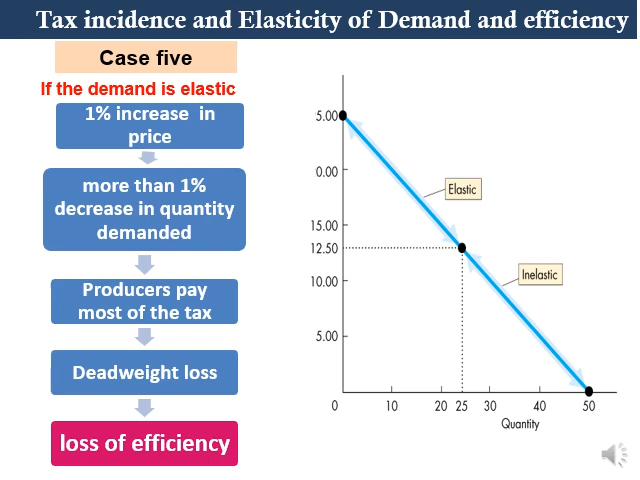 Tax incidence and Elasticity of Demand and efficiency
Case five
If the demand is elastic
1% increase in
price
more than 1%
decrease in quantity
demanded
Producers pay
most of the tax
Deadweight loss
loss of efficiency
5.00
0.00
15.00
12.50
10.00
5.00
Elastic
Inelastic
0 10 20 25 30 40 50
Quantity